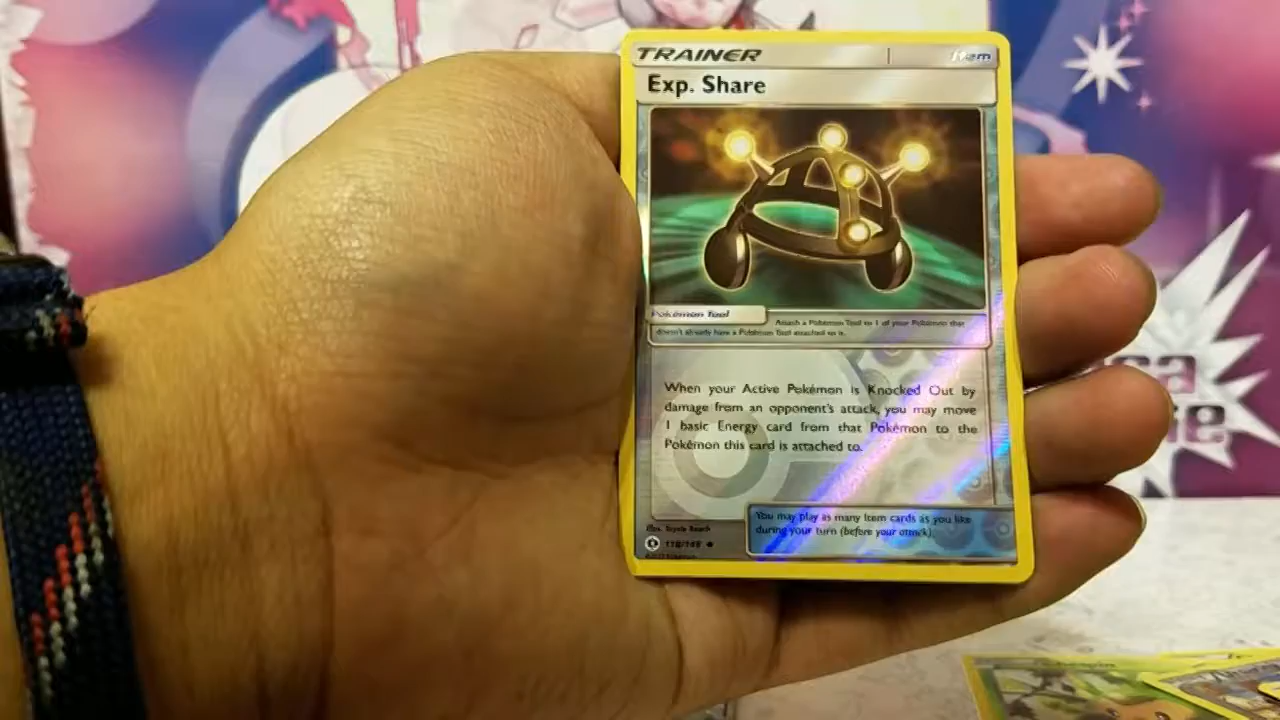 TRAINER Item
Exp. Share
Pokémon Tool
Attach a Pokémon Tool to 1 of your Pokémon that
doesn't already have a Pokémon Tool attached to it.
When your Active Pokémon is Knocked Out by
damage from an opponent's attack, you may move
1 basic Energy card from that Pokémon to the
Pokémon this card is attached to.
You may play as many Item cards as you like
during your turn (before your attack).
Illus.
118/149